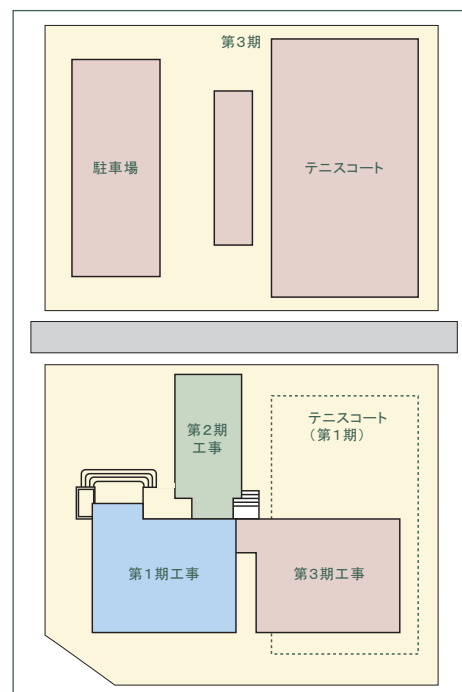 第3期
駐車場
テニスコート
第2期
工事
テニスコート
（第1期）
第1期工事
第3期工事